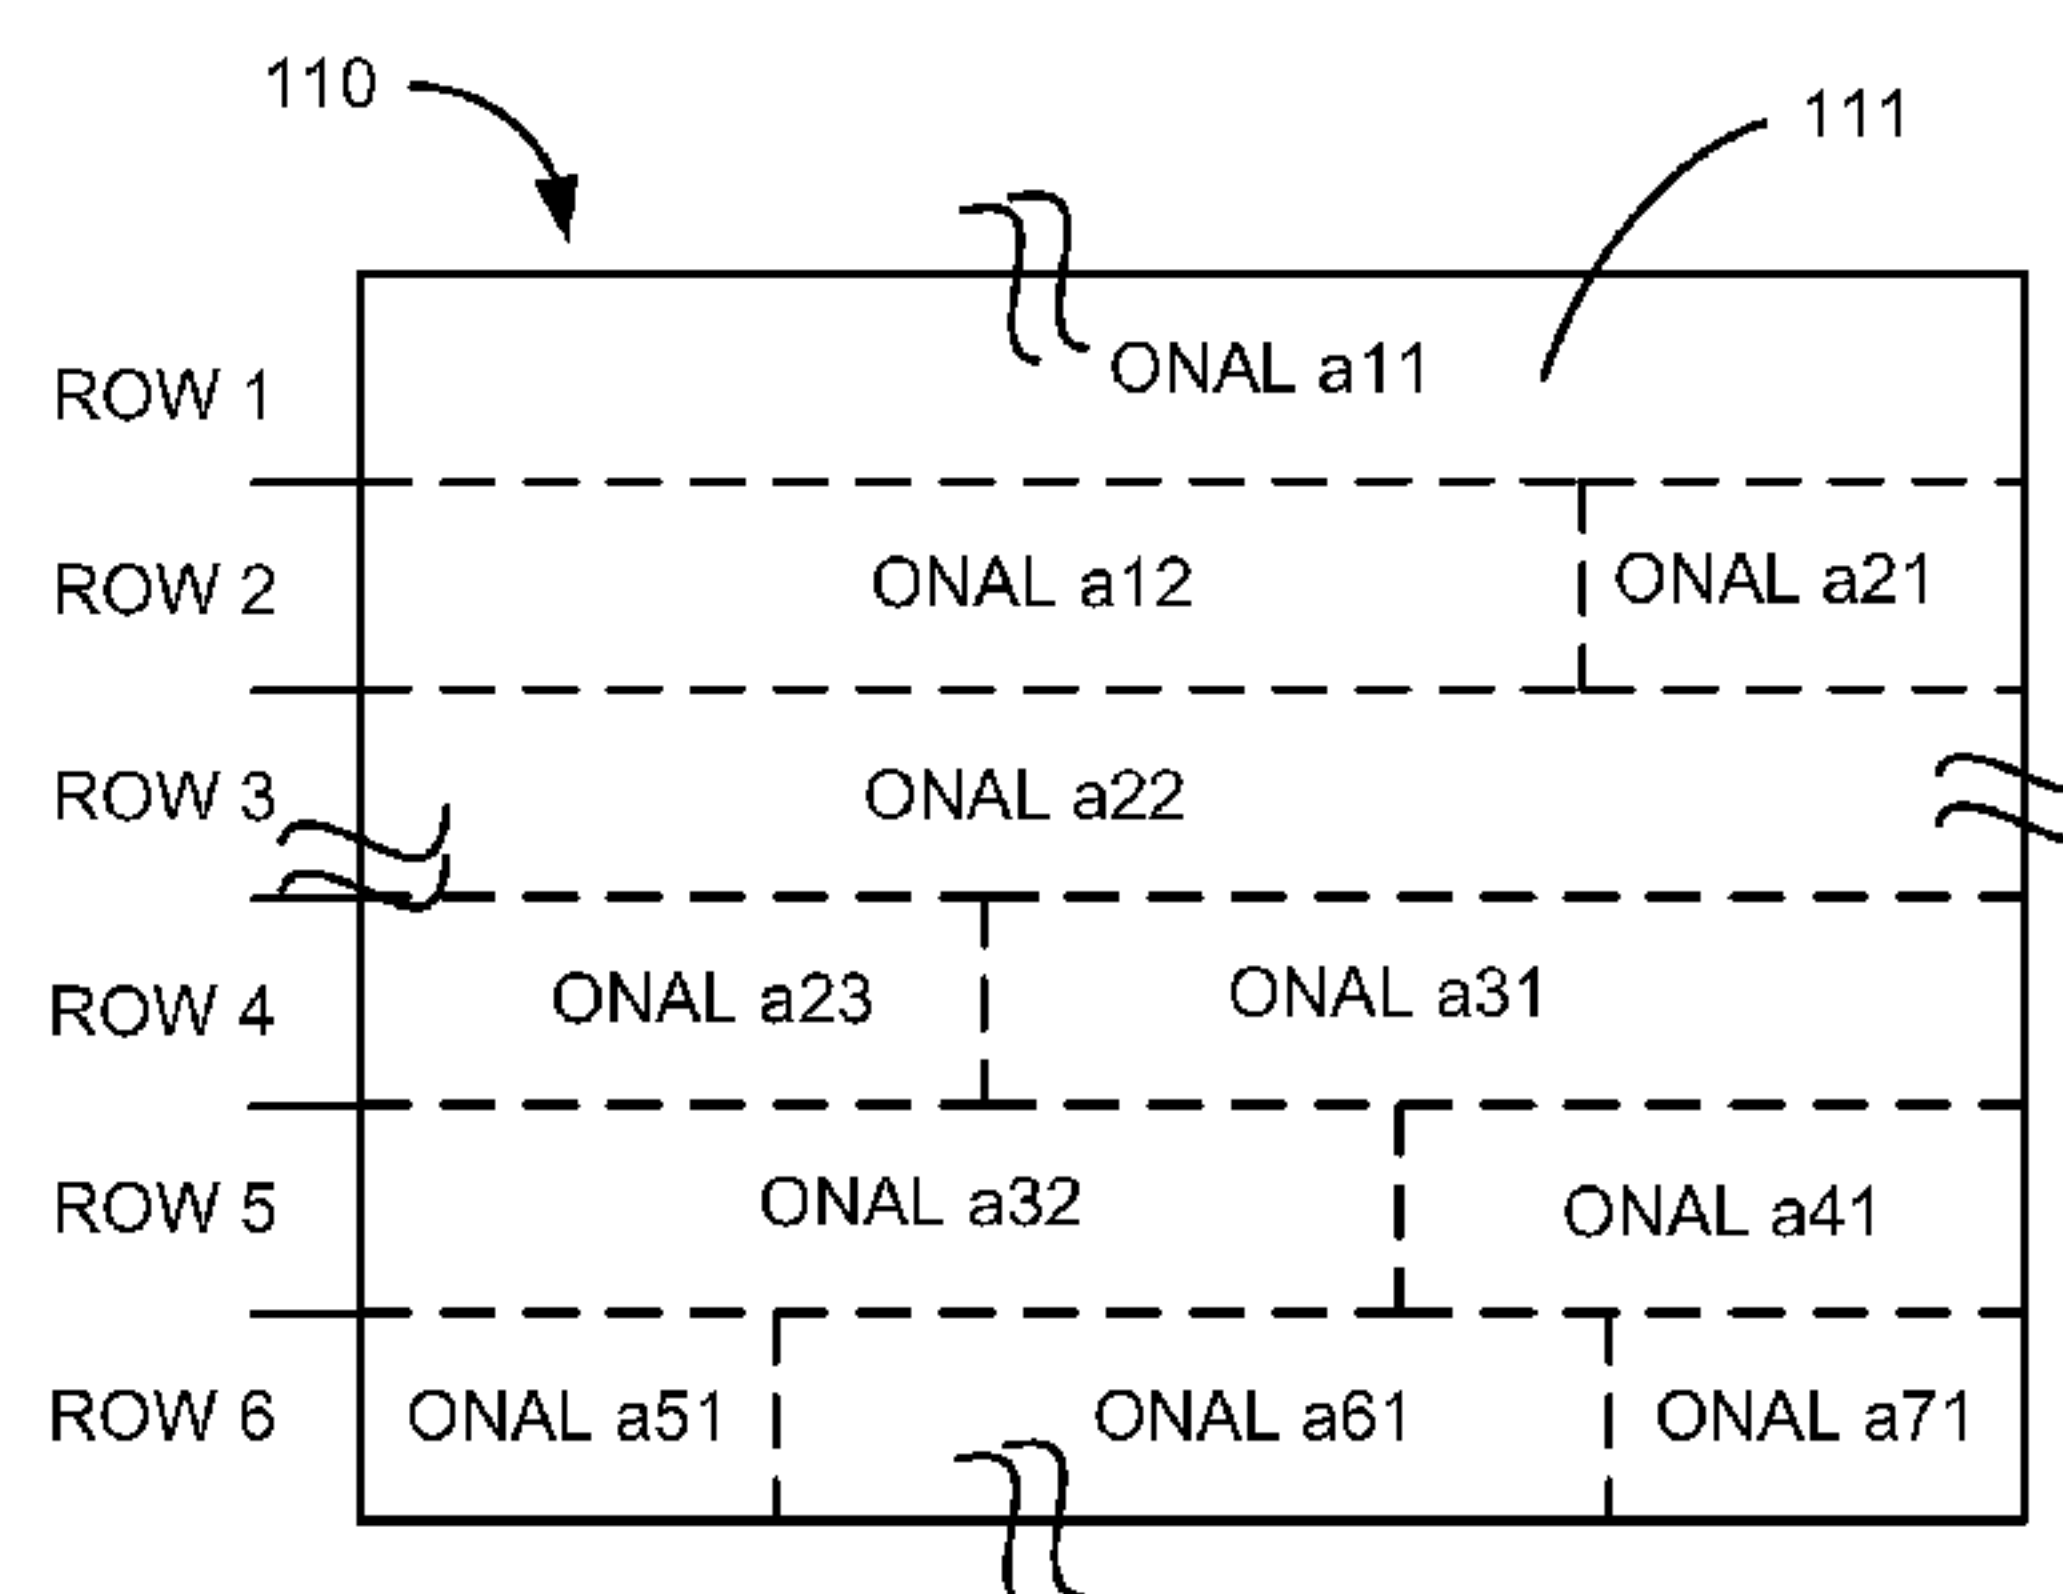 110
111
ROW 1 ONAL a11
ROW 2 ONAL a12 ONAL a21
ROW 3 ONAL a22
ROW 4 ONAL a23 ONAL a31
ROW 5 ONAL a32 ONAL a41
ROW 6 ONAL a51 ONAL a61 ONAL a71